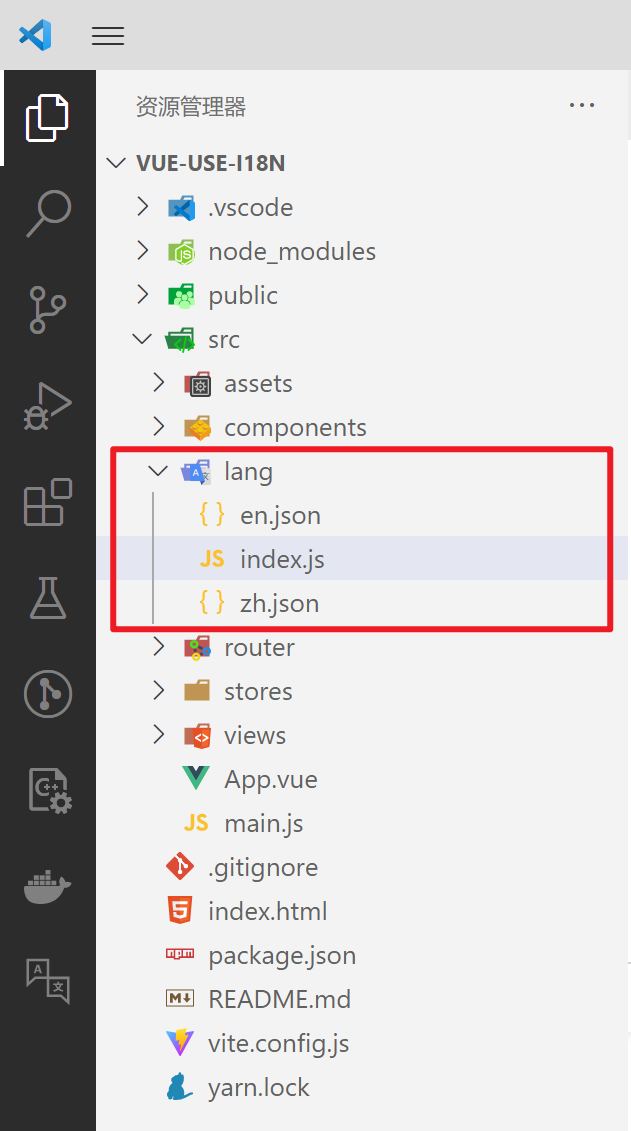 资源管理器
VUE-USE-I18N
.vscode
node_modules
public
src
assets
components
lang
en.json
JS index.js
zh.json
router
stores
views
App.vue
JS main.js
.gitignore
index.html
package.json
README.md
vite.config.js
yarn.lock